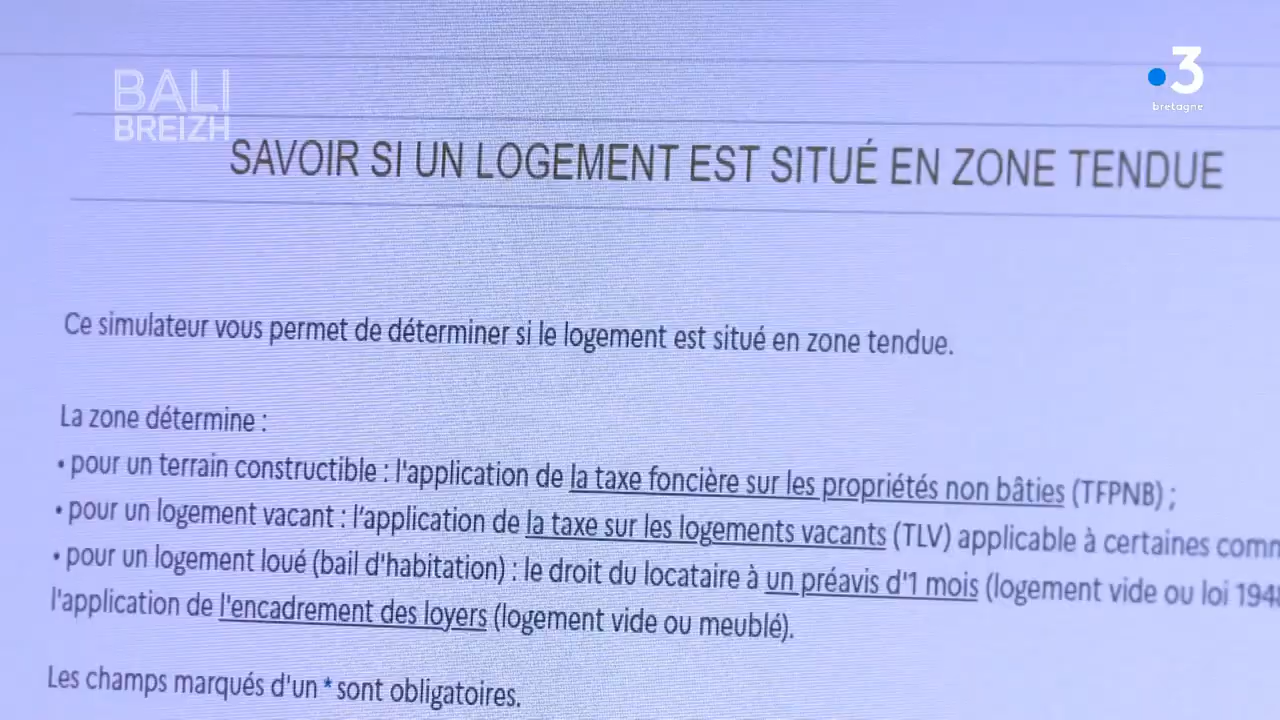 BALI
BREIZH
3
bretagne
SAVOIR SI UN LOGEMENT EST SITUÉ EN ZONE TENDUE
Ce simulateur vous permet de déterminer si le logement est situé en zone tendue.
La zone détermine :
• pour un terrain constructible : l'application de la taxe foncière sur les propriétés non bâties (TFPNB) ;
• pour un logement vacant : l'application de la taxe sur les logements vacants (TLV) applicable à certaines
• pour un logement loué (bail d'habitation) : le droit du locataire à un préavis d'1 mois (logement vide ou loi
l'application de l'encadrement des loyers (logement vide ou meublé).
Les champs marqués d'un * sont obligatoires.